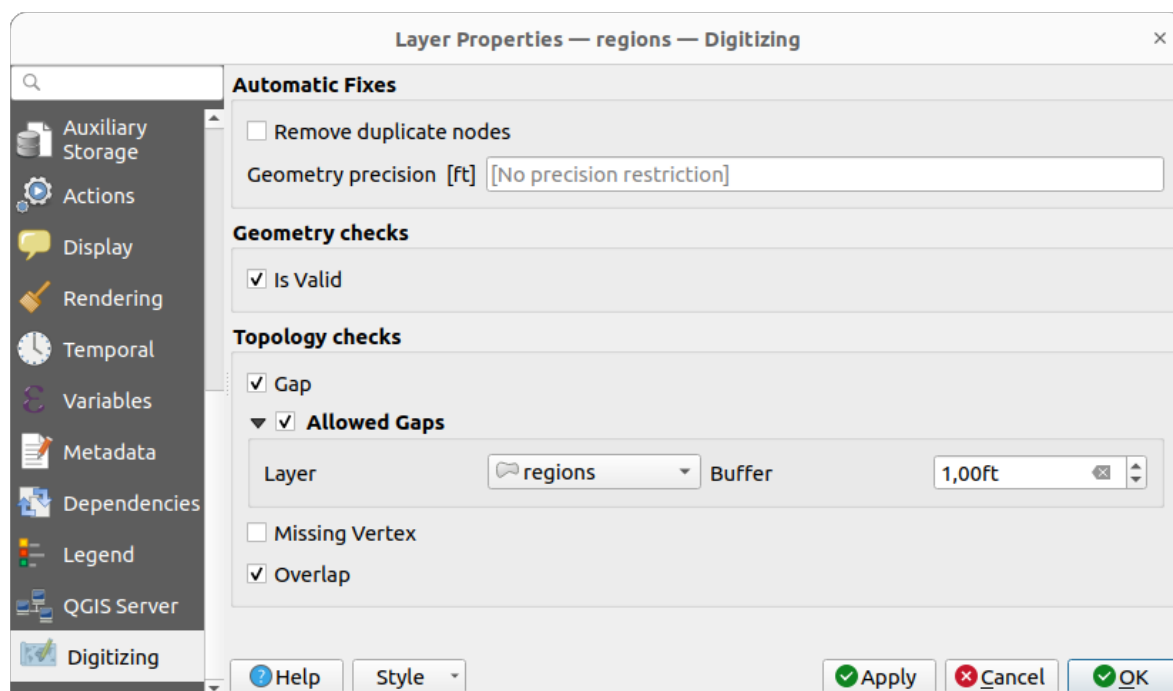 Layer Properties — regions — Digitizing
Auxiliary
Storage
Actions
Display
Rendering
Temporal
Variables
Metadata
Dependencies
Legend
QGIS Server
Digitizing
Automatic Fixes
Remove duplicate nodes
Geometry precision [ft] [No precision restriction]
Geometry checks
Is Valid
Topology checks
Gap
Allowed Gaps
Layer regions Buffer 1,00ft
Missing Vertex
Overlap
Help Style Apply Cancel OK